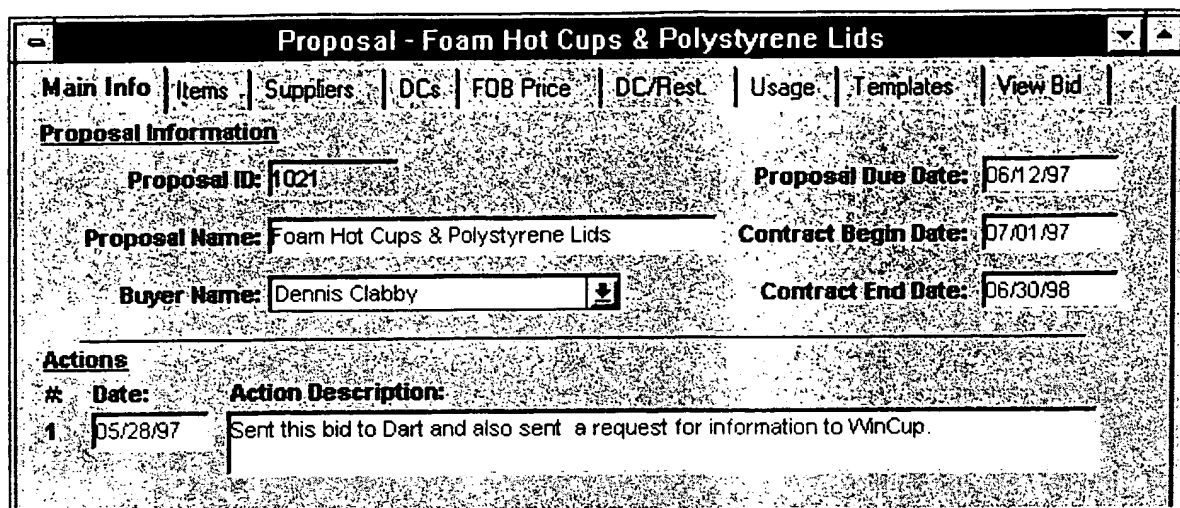 Proposal - Foam Hot Cups & Polystyrene Lids
Main Info Items Suppliers DCs FOB Price DC/Rest. Usage Templates View Bid
Proposal Information
Proposal ID: 1021 Proposal Due Date: 06/12/97
Proposal Name: Foam Hot Cups & Polystyrene Lids Contract Begin Date: 07/01/97
Buyer Name: Dennis Clabby Contract End Date: 06/30/98
Actions
#: Date: Action Description:
1 05/28/97 Sent this bid to Dart and also sent a request for information to WinCup.